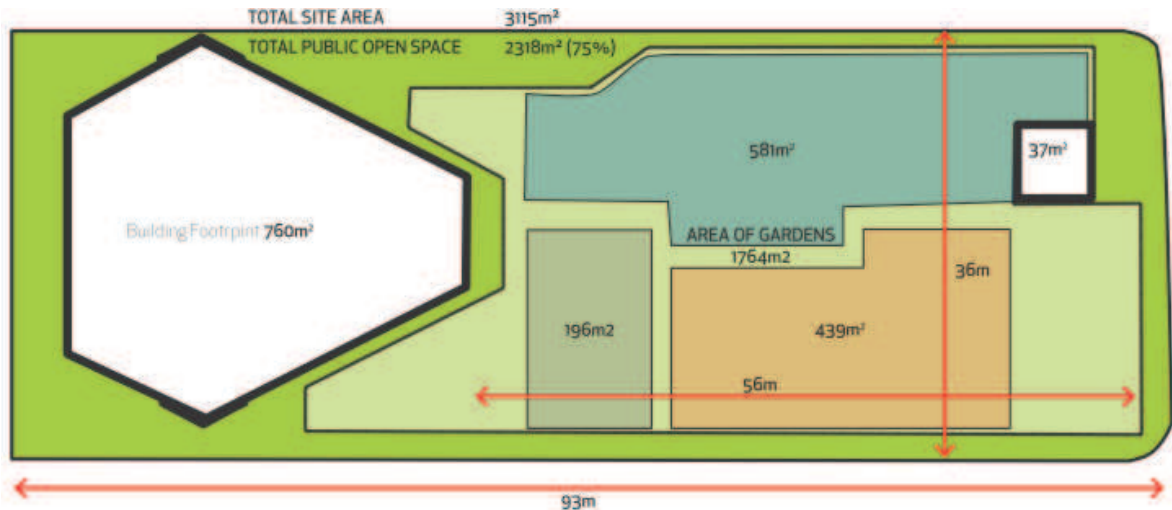 TOTAL SITE AREA 3115m²
TOTAL PUBLIC OPEN SPACE 2318m² (75%)
581m²
37m²
Building Footrpint 760m²
AREA OF GARDENS
1764m2
36m
196m2
439m²
56m
93m